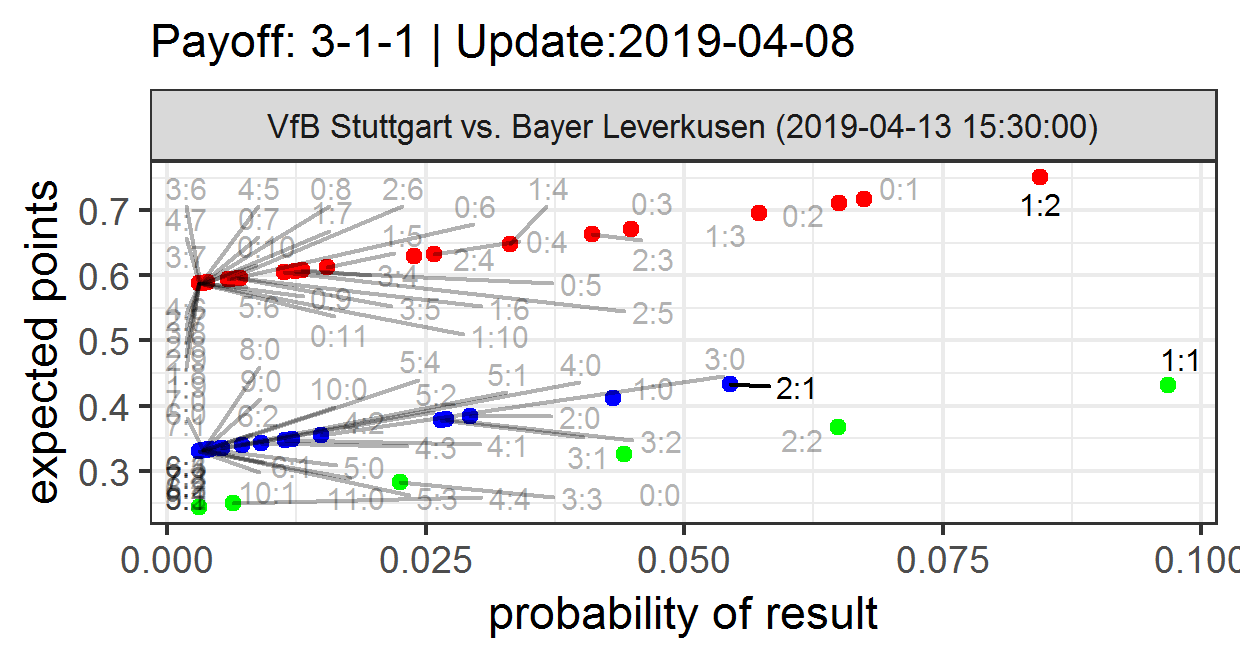 Payoff: 3-1-1 | Update:2019-04-08
VfB Stuttgart vs. Bayer Leverkusen (2019-04-13 15:30:00)
expected points
0.7
0.6
0.5
0.4
0.3
3:6 4:5 0:8 2:6 1:4 0:3 0:1
4:7 0:7 1:7 0:6 0:2 1:2
3:7 0:10 1:5 2:4 0:4 1:3
3:4 0:5 2:3
5:6 0:9 3:5 1:6 2:5
0:11 1:10
8:0 5:4 4:0 3:0 1:1
9:0 10:0 5:1 1:0 2:1
6:2 5:2 2:0
4:2 4:3 4:1 3:2 2:2
6:1 5:0 3:1
10:1 11:0 5:3 4:4 3:3 0:0
0.000 0.025 0.050 0.075 0.100
probability of result